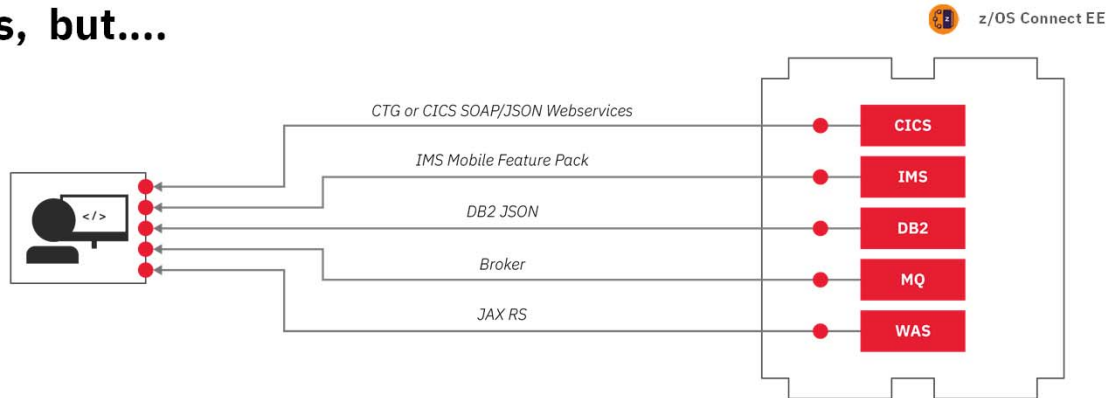 s, but....
z/OS Connect EE
CTG or CICS SOAP/JSON Webservices
CICS
IMS Mobile Feature Pack
IMS
</>
DB2 JSON
DB2
Broker
MQ
JAX RS
WAS